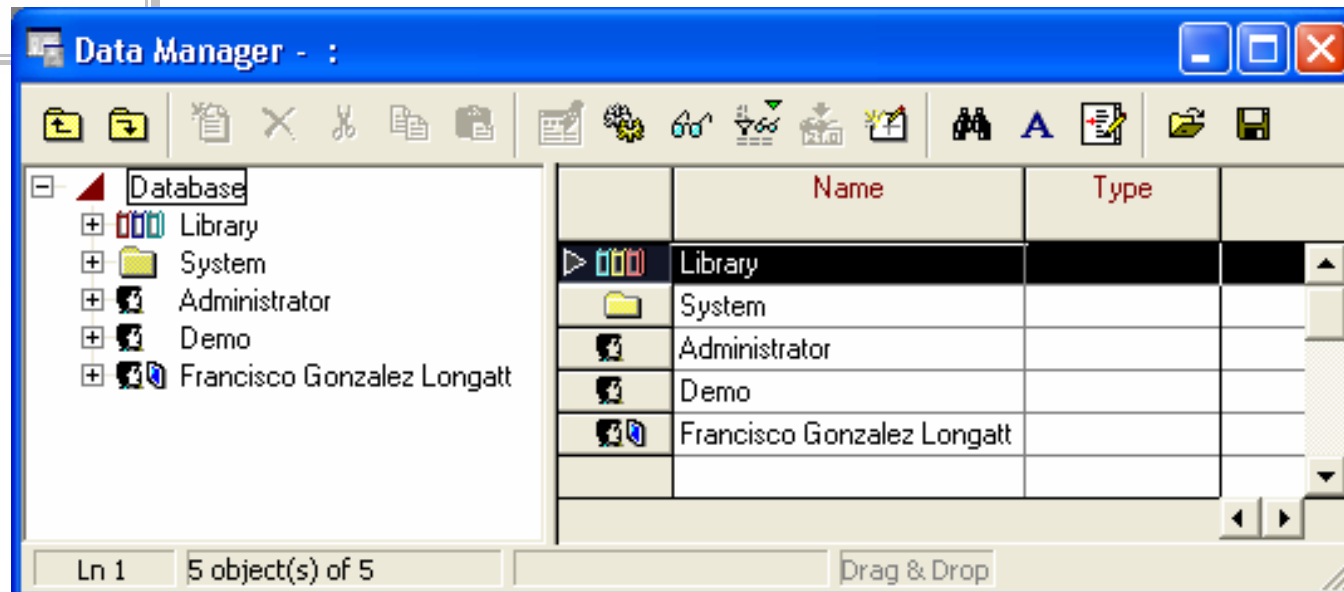 Data Manager - :
Database
Library
System
Administrator
Demo
Francisco Gonzalez Longatt
Name Type
Library
System
Administrator
Demo
Francisco Gonzalez Longatt
Ln 1 5 object(s) of 5 Drag & Drop